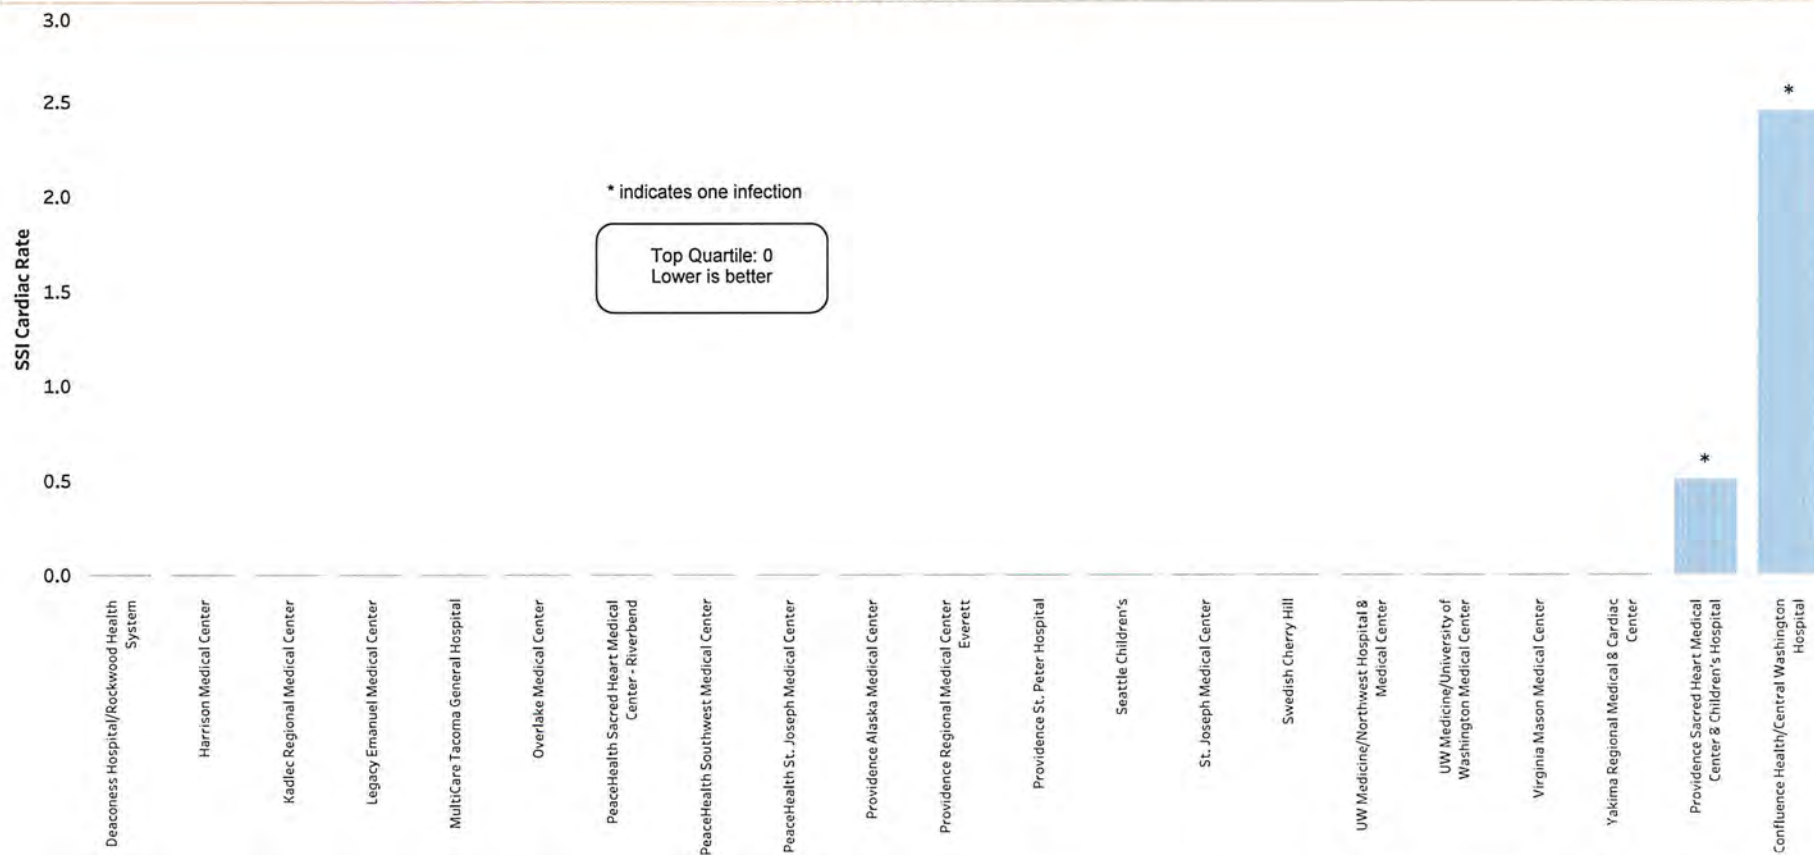 3.0
2.5
2.0
1.5
1.0
0.5
0.0
SSI Cardiac Rate
* indicates one infection
Top Quartile: 0
Lower is better
*
*
Deaconess Hospital/Rockwood Health
System
Harrison Medical Center
Kadlec Regional Medical Center
Legacy Emanuel Medical Center
MultiCare Tacoma General Hospital
Overlake Medical Center
PeaceHealth Sacred Heart Medical
Center - Riverbend
PeaceHealth Southwest Medical Center
PeaceHealth St. Joseph Medical Center
Providence Alaska Medical Center
Providence Regional Medical Center
Everett
Providence St. Peter Hospital
Seattle Children's
St. Joseph Medical Center
Swedish Cherry Hill
UW Medicine/Northwest Hospital &
Medical Center
UW Medicine/University of
Washington Medical Center
Virginia Mason Medical Center
Yakima Regional Medical & Cardiac
Center
Providence Sacred Heart Medical
Center & Children's Hospital
Confluence Health/Central Washington
Hospital